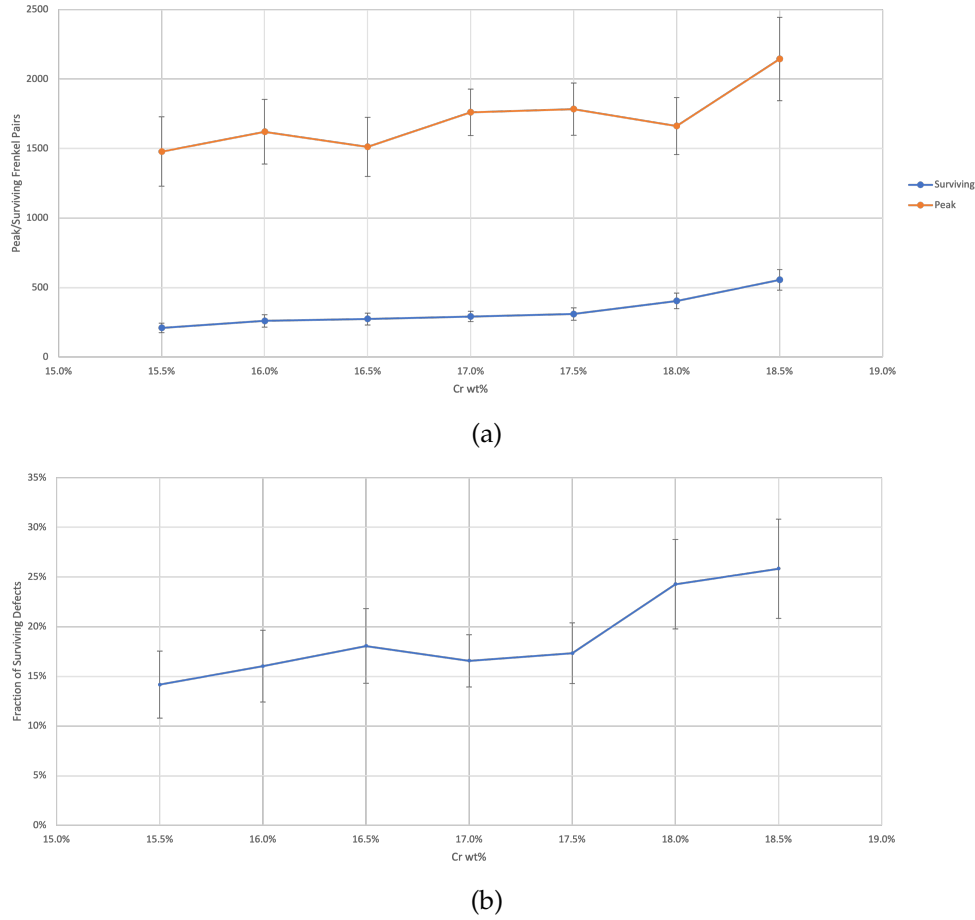 2500
2000
1500
1000
500
0
Peak/Surviving Frenkel Pairs
15.0% 15.5% 16.0% 16.5% 17.0% 17.5% 18.0% 18.5% 19.0%
Cr wt%
Surviving
Peak
(a)
35%
30%
25%
20%
15%
10%
5%
0%
Fraction of Surviving Defects
15.0% 15.5% 16.0% 16.5% 17.0% 17.5% 18.0% 18.5% 19.0%
Cr wt%
(b)